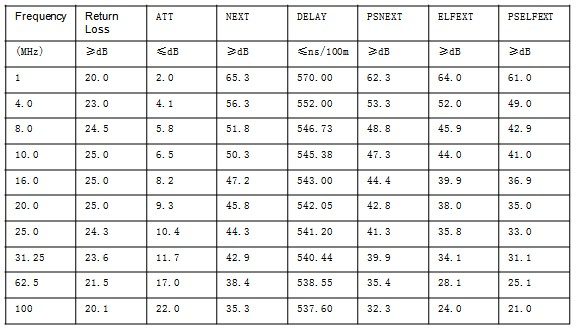 Frequency Return Loss ATT NEXT DELAY PSNEXT ELFEXT PSELFEXT
(MHz) ≥dB ≤dB ≥dB ≤ns/100m ≥dB ≥dB ≥dB
1 20.0 2.0 65.3 570.00 62.3 64.0 61.0
4.0 23.0 4.1 56.3 552.00 53.3 52.0 49.0
8.0 24.5 5.8 51.8 546.73 48.8 45.9 42.9
10.0 25.0 6.5 50.3 545.38 47.3 44.0 41.0
16.0 25.0 8.2 47.2 543.00 44.4 39.9 36.9
20.0 25.0 9.3 45.8 542.05 42.8 38.0 35.0
25.0 24.3 10.4 44.3 541.20 41.3 35.8 33.0
31.25 23.6 11.7 42.9 540.44 39.9 34.1 31.1
62.5 21.5 17.0 38.4 538.55 35.4 28.1 25.1
100 20.1 22.0 35.3 537.60 32.3 24.0 21.0